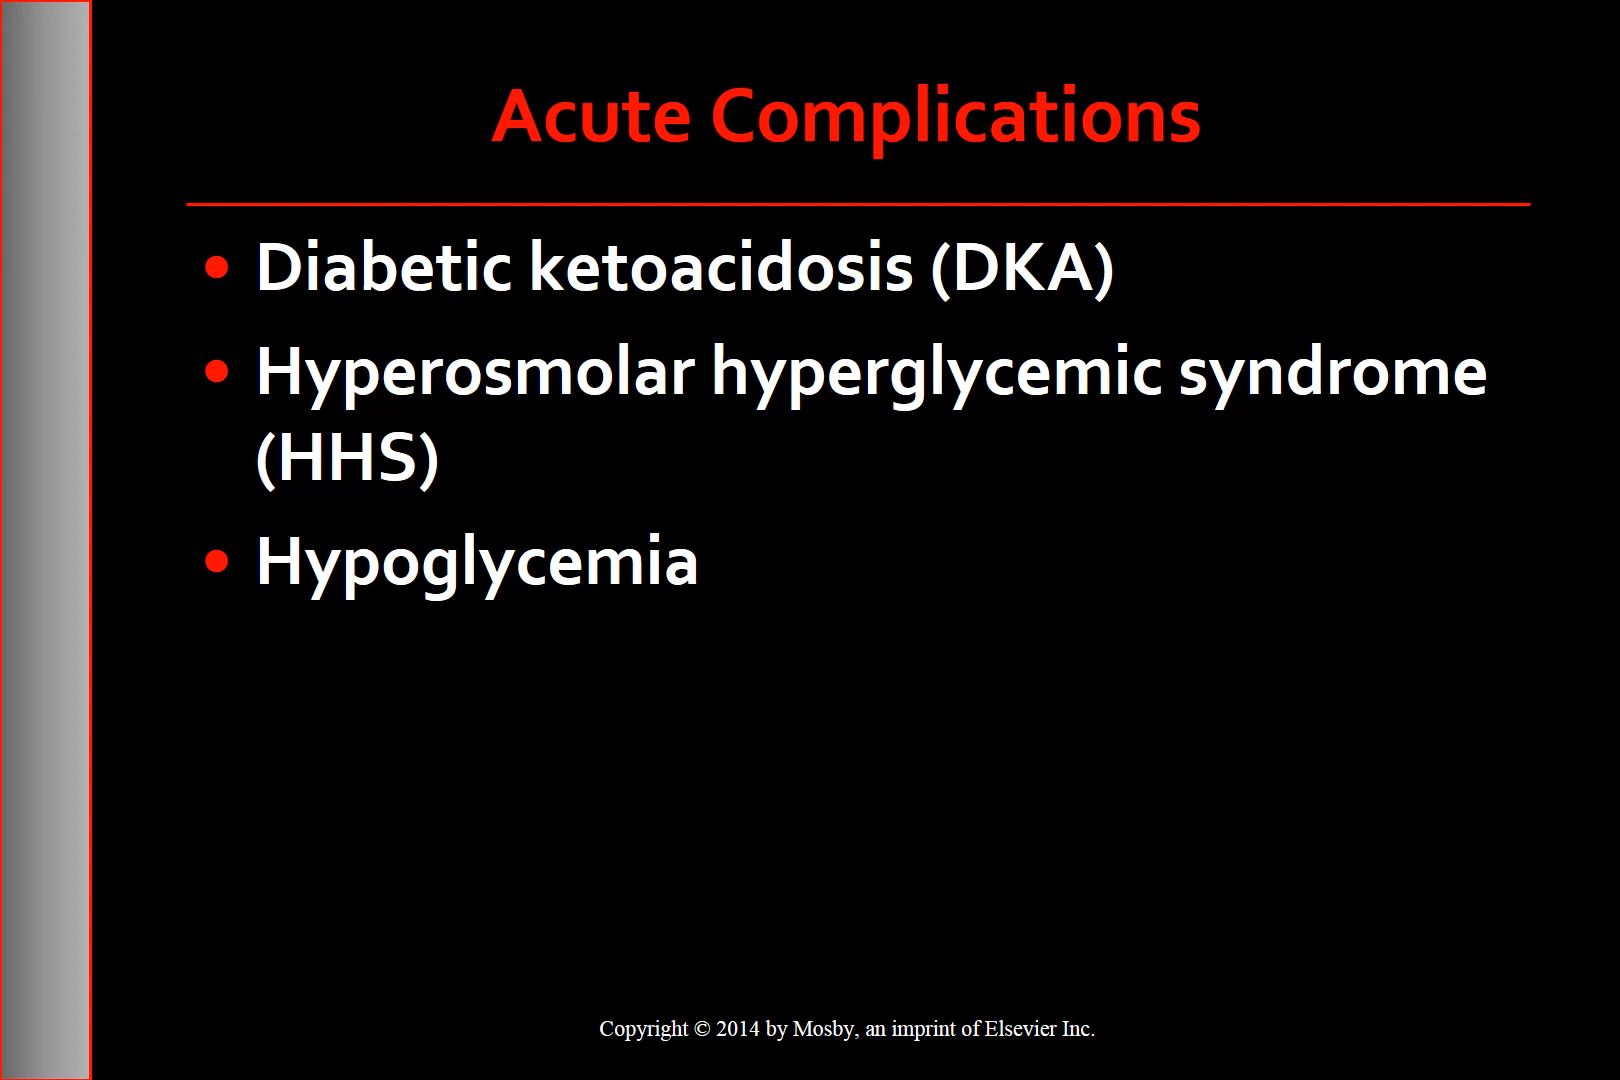 Acute Complications
• Diabetic ketoacidosis (DKA)
• Hyperosmolar hyperglycemic syndrome
(HHS)
• Hypoglycemia
Copyright © 2014 by Mosby, an imprint of Elsevier Inc.